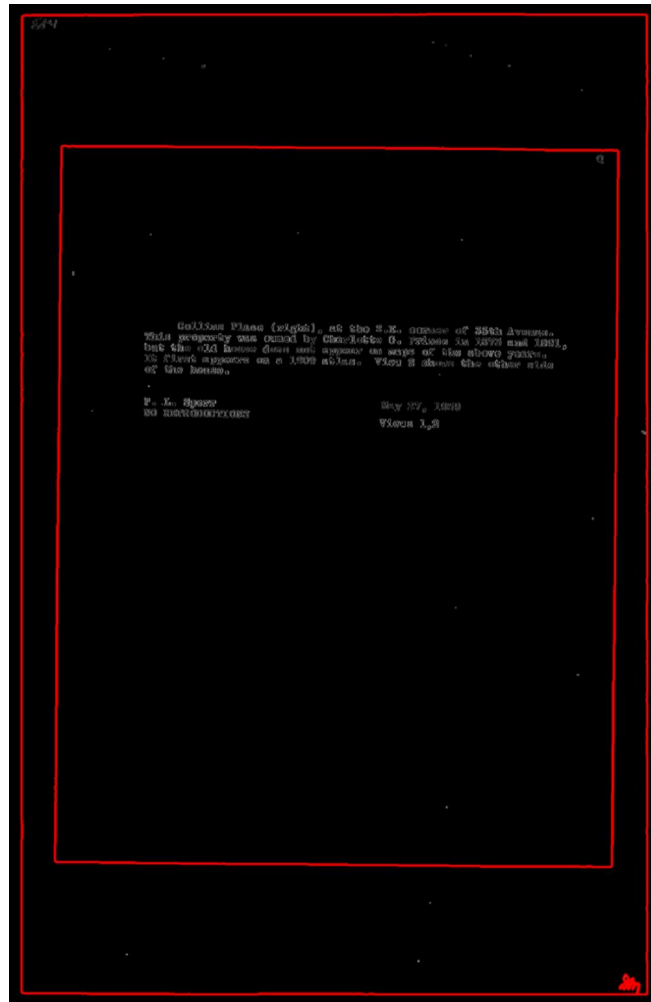 Collins Place (right), at the S.E. corner of 35th Avenue.
This property was owned by Charlotte O. Prince in 1873 and 1891,
but the old house does not appear on maps of the above years.
It first appears on a 1909 atlas. View 2 shows the other side
of the house.
P. L. Sperr
NO REPRODUCTIONS
May 27, 1939
Views 1,2